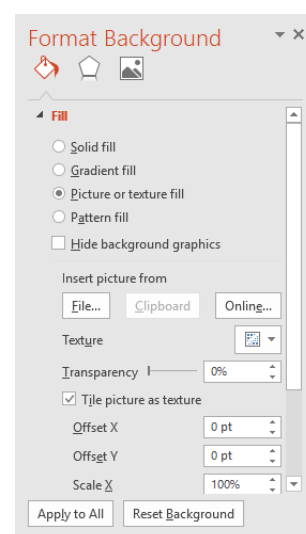 Format Background
Fill
Solid fill
Gradient fill
Picture or texture fill
Pattern fill
Hide background graphics
Insert picture from
File... Clipboard Online...
Texture
Transparency 0%
Tile picture as texture
Offset X 0 pt
Offset Y 0 pt
Scale X 100%
Apply to All Reset Background